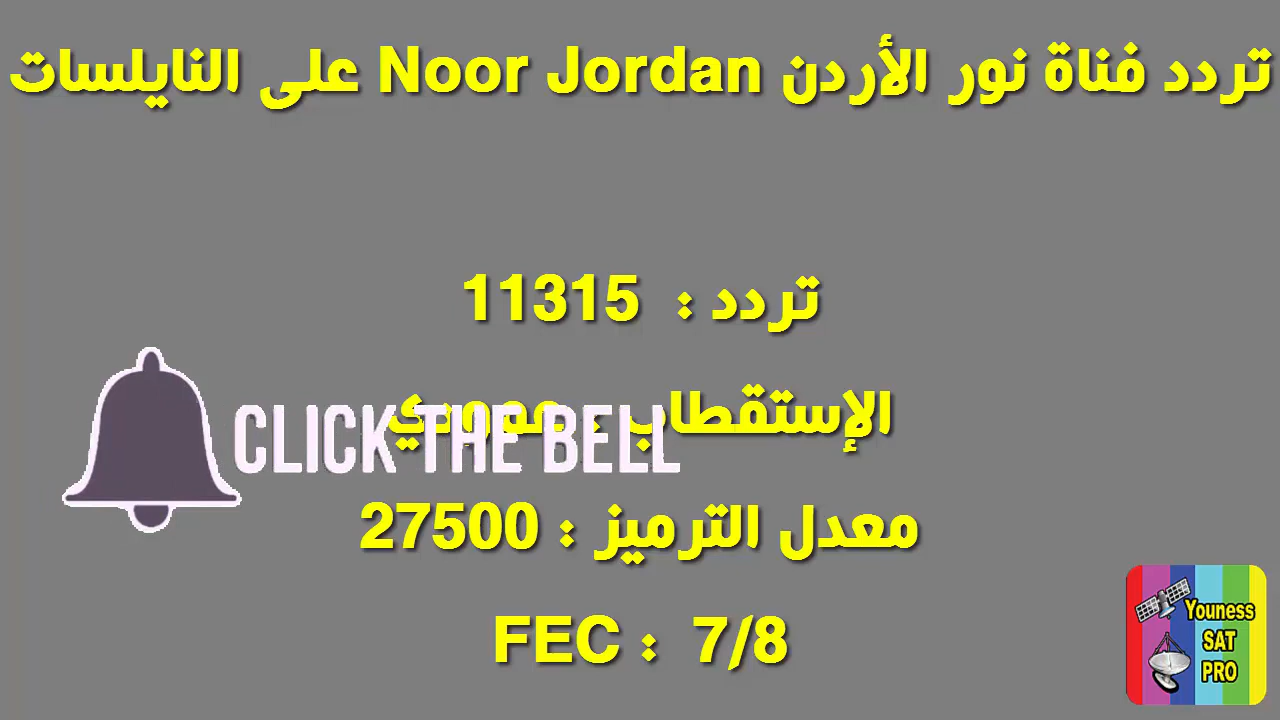 تردد قناة نور الأردن Noor Jordan على النايلسات
تردد : 11315
الإستقطاب : عمودي
CLICK THE BELL
معدل الترميز : 27500
FEC : 7/8
Youness
SAT
PRO